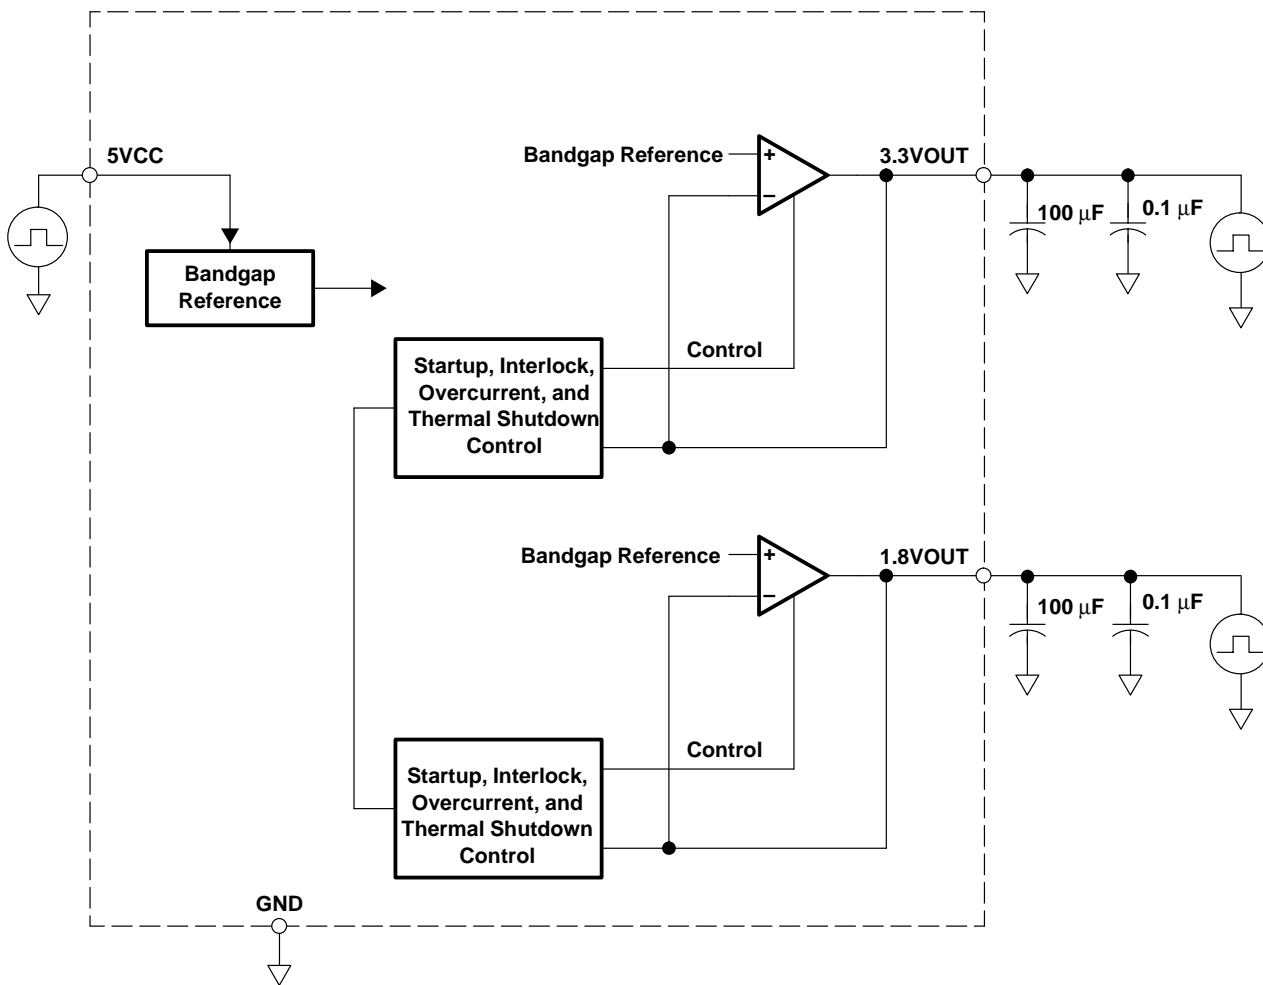 5VCC
Bandgap Reference
+
−
3.3VOUT
100 μF
0.1 μF
Bandgap
Reference
Control
Startup, Interlock,
Overcurrent, and
Thermal Shutdown
Control
Bandgap Reference
+
−
1.8VOUT
100 μF
0.1 μF
Control
Startup, Interlock,
Overcurrent, and
Thermal Shutdown
Control
GND